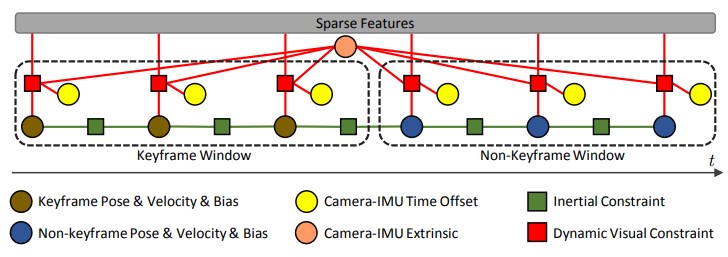 Sparse Features
Keyframe Window
Non-Keyframe Window
t
Keyframe Pose & Velocity & Bias
Camera-IMU Time Offset
Inertial Constraint
Non-keyframe Pose & Velocity & Bias
Camera-IMU Extrinsic
Dynamic Visual Constraint